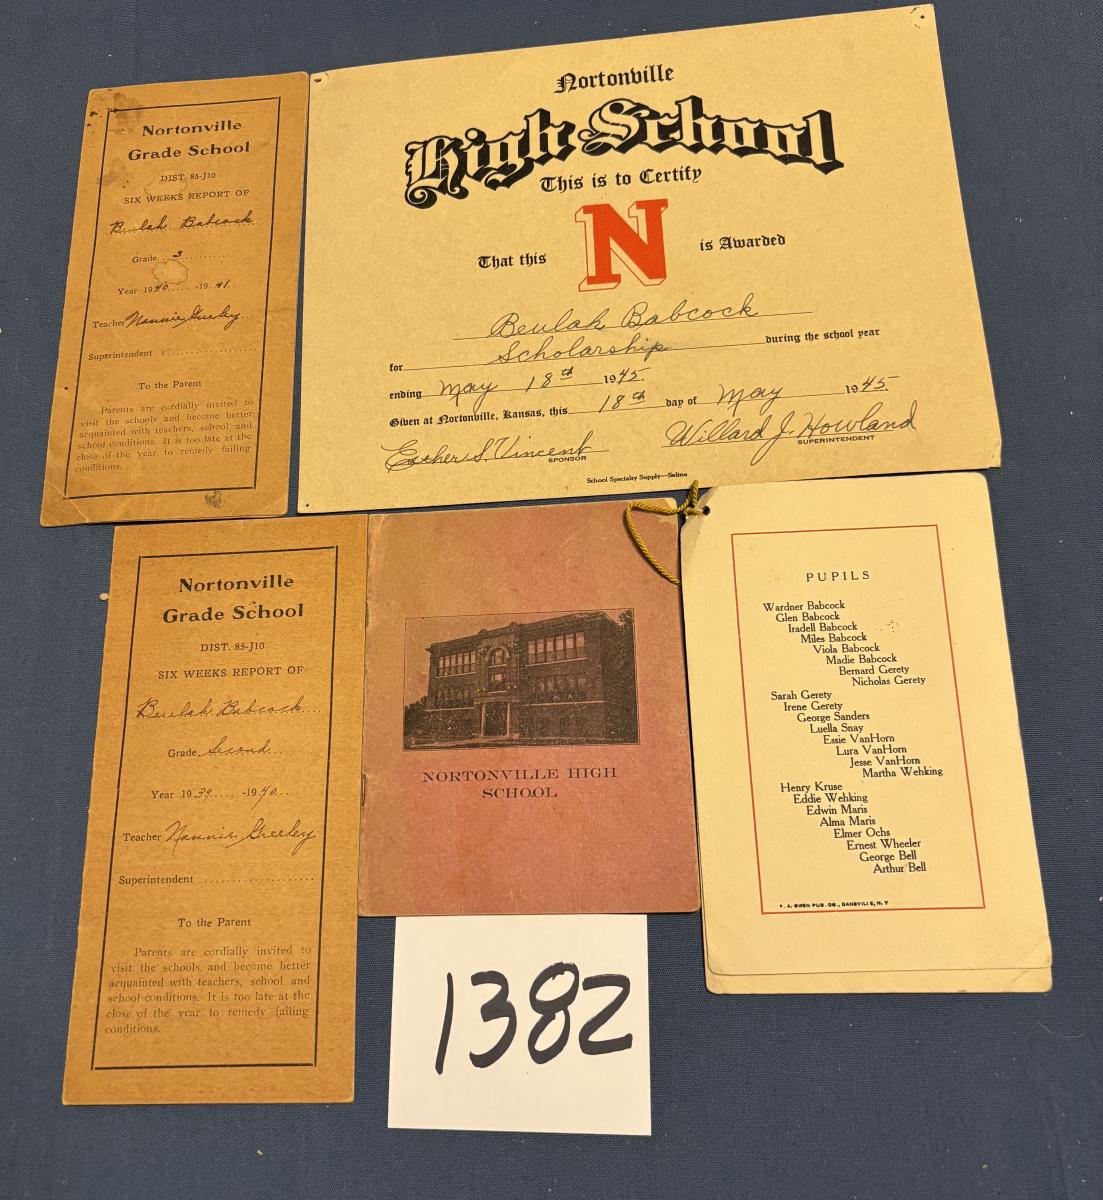 Nortonville
Grade School
DIST. 85-J10
SIX WEEKS REPORT OF
Beulah Babcock
Grade 3
Year 1940 -1941
Teacher Nannie Greeley
Superintendent
To the Parent
Parents are cordially invited to
visit the schools and become better
acquainted with teachers, school and
school conditions. It is too late at the
close of the year to remedy failing
conditions.
Nortonville
High School
This is to Certify
That this N is Awarded
Beulah Babcock
for Scholarship during the school year
ending May 18th 1945.
Given at Nortonville, Kansas, this 18th day of May 1945.
Esther S. Vincent
SPONSOR
Willard J. Howland
SUPERINTENDENT
School Specialty Supply—Salina
Nortonville
Grade School
DIST. 85-J10
SIX WEEKS REPORT OF
Beulah Babcock
Grade Second
Year 1939 -1940
Teacher Nannie Greeley
Superintendent
To the Parent
Parents are cordially invited to
visit the schools and become better
acquainted with teachers, school and
school conditions. It is too late at the
close of the year to remedy failing
conditions.
NORTONVILLE HIGH
SCHOOL
PUPILS
Wardner Babcock
Glen Babcock
Iradell Babcock
Miles Babcock
Viola Babcock
Madie Babcock
Bernard Gerety
Nicholas Gerety
Sarah Gerety
Irene Gerety
George Sanders
Luella Snay
Essie VanHorn
Lura VanHorn
Jesse VanHorn
Martha Wehking
Henry Kruse
Eddie Wehking
Edwin Maris
Alma Maris
Elmer Ochs
Ernest Wheeler
George Bell
Arthur Bell
F. A. OWEN PUB. CO., DANSVILLE, N. Y
1382